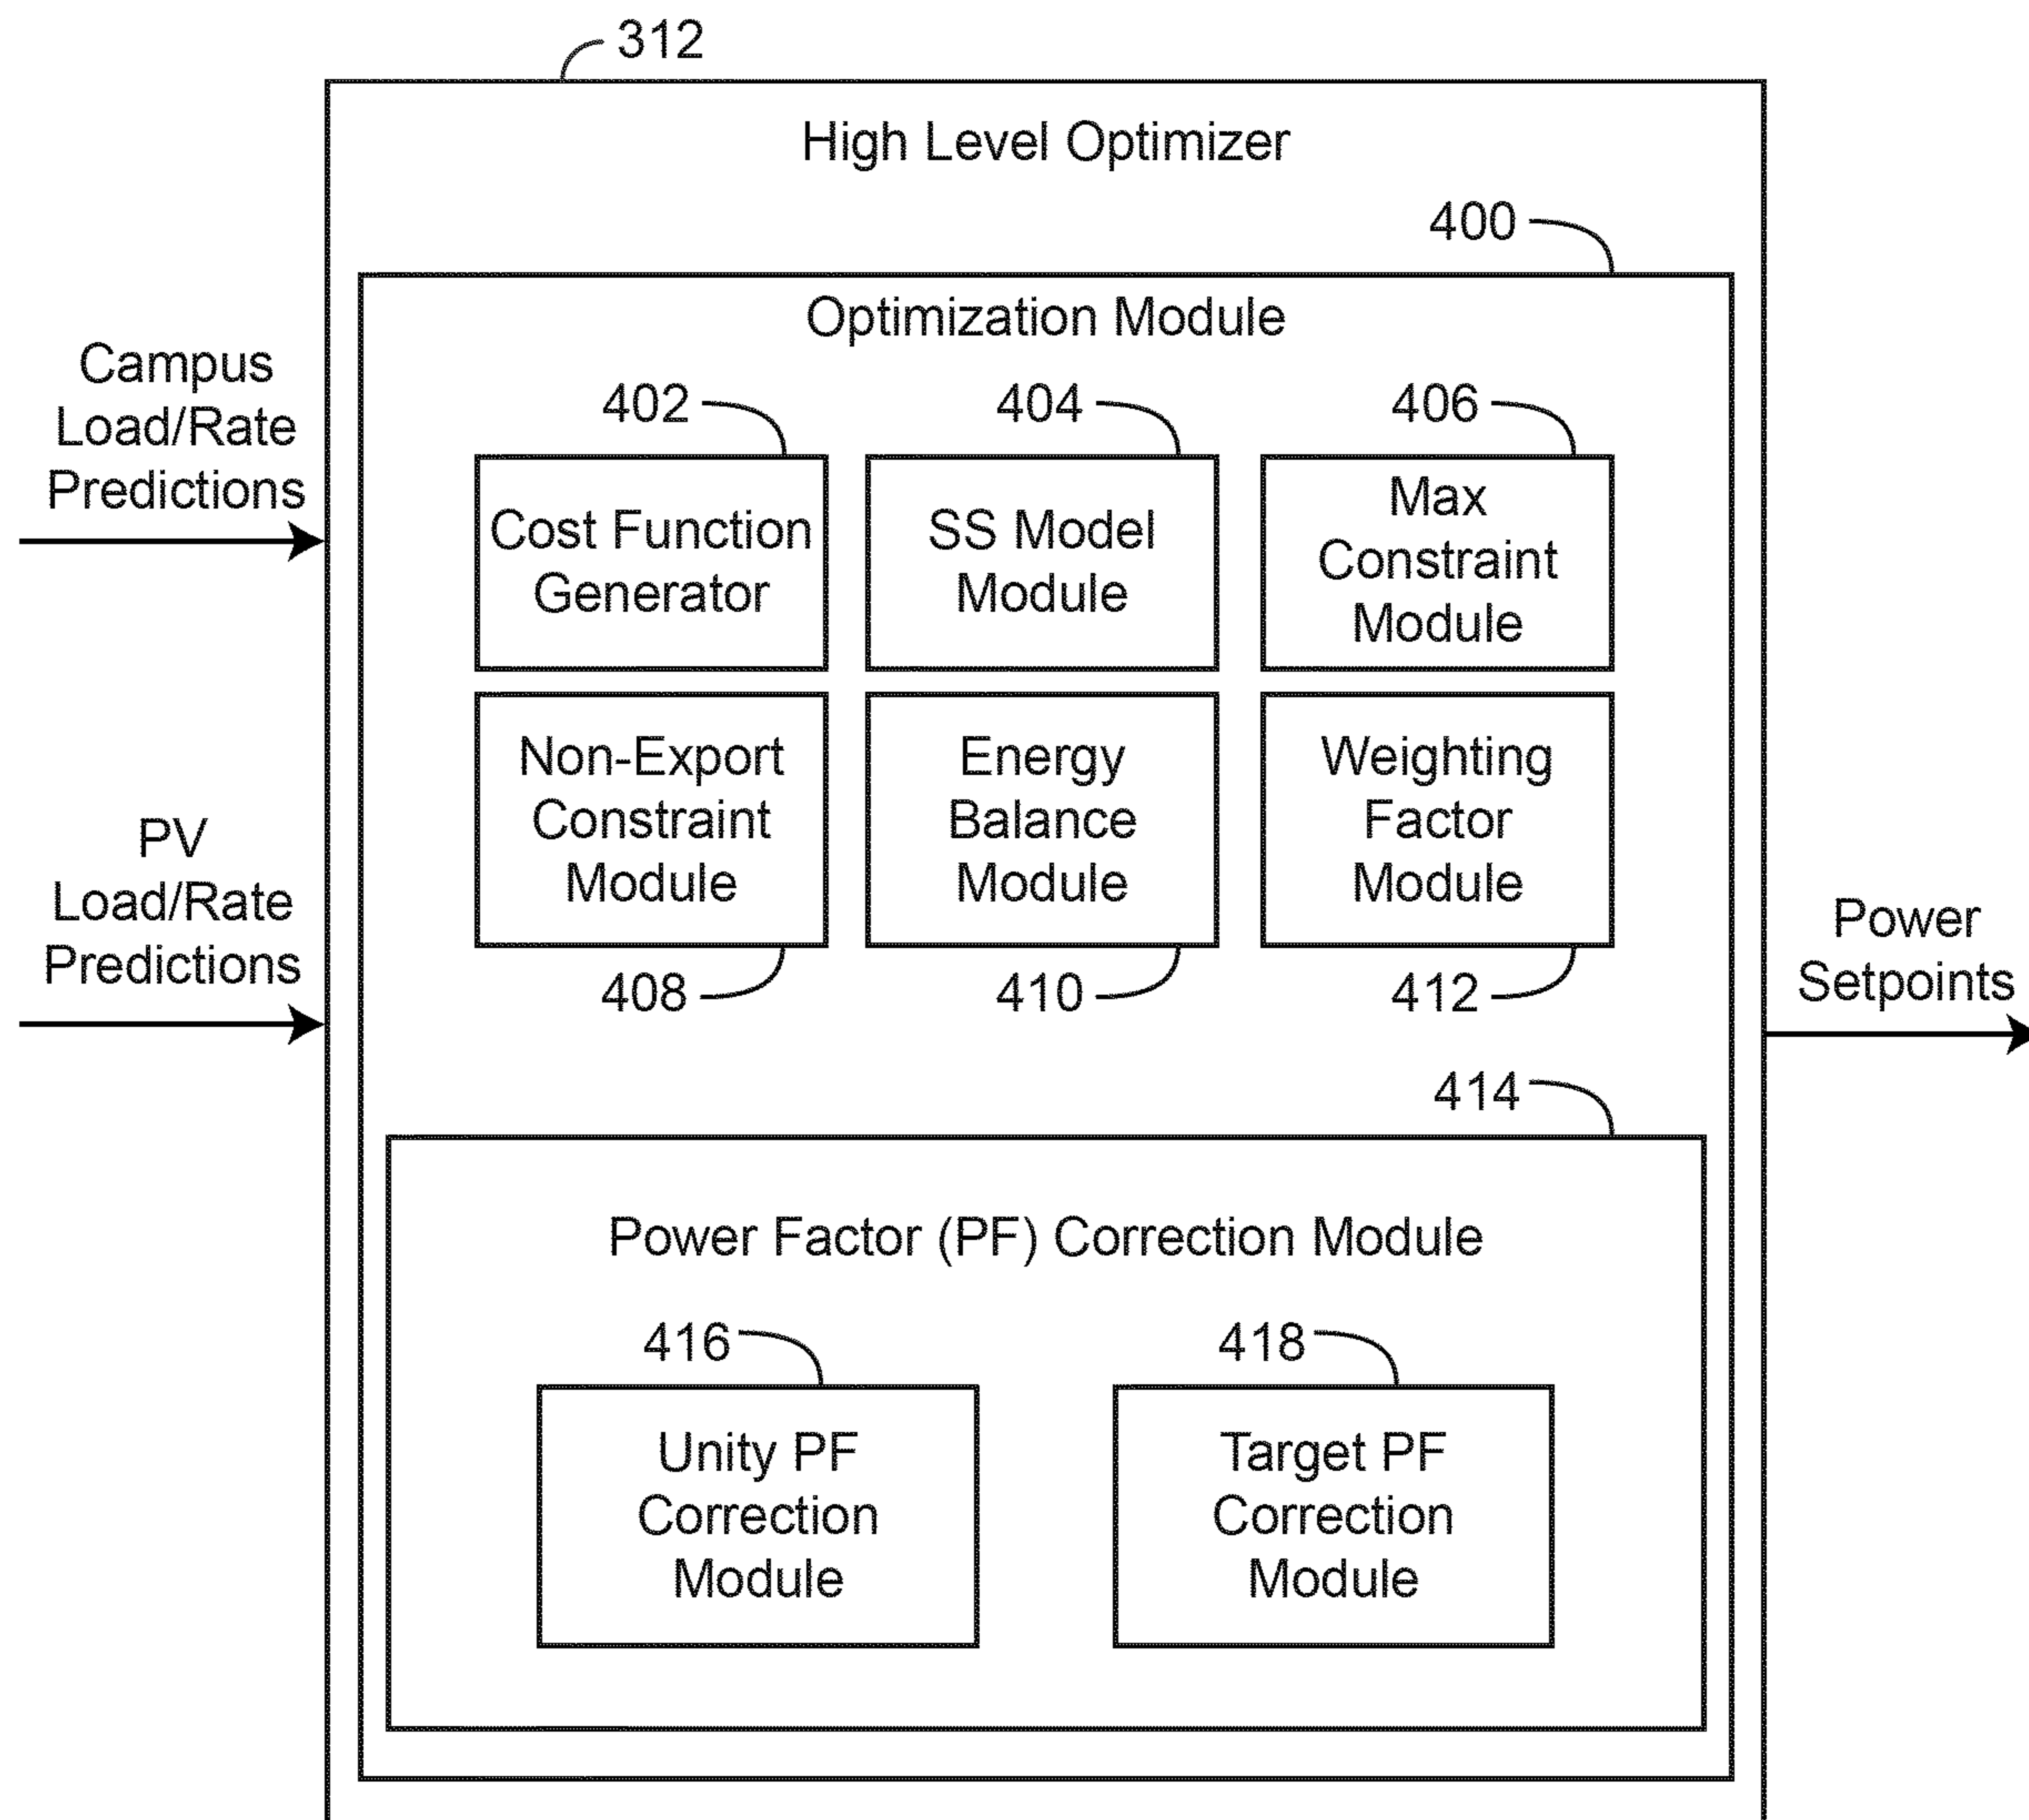 312
High Level Optimizer
400
Optimization Module
Campus
Load/Rate
Predictions
402
404
406
Cost Function
Generator
SS Model
Module
Max
Constraint
Module
Non-Export
Constraint
Module
Energy
Balance
Module
Weighting
Factor
Module
408
410
412
PV
Load/Rate
Predictions
Power
Setpoints
414
Power Factor (PF) Correction Module
416
418
Unity PF
Correction
Module
Target PF
Correction
Module